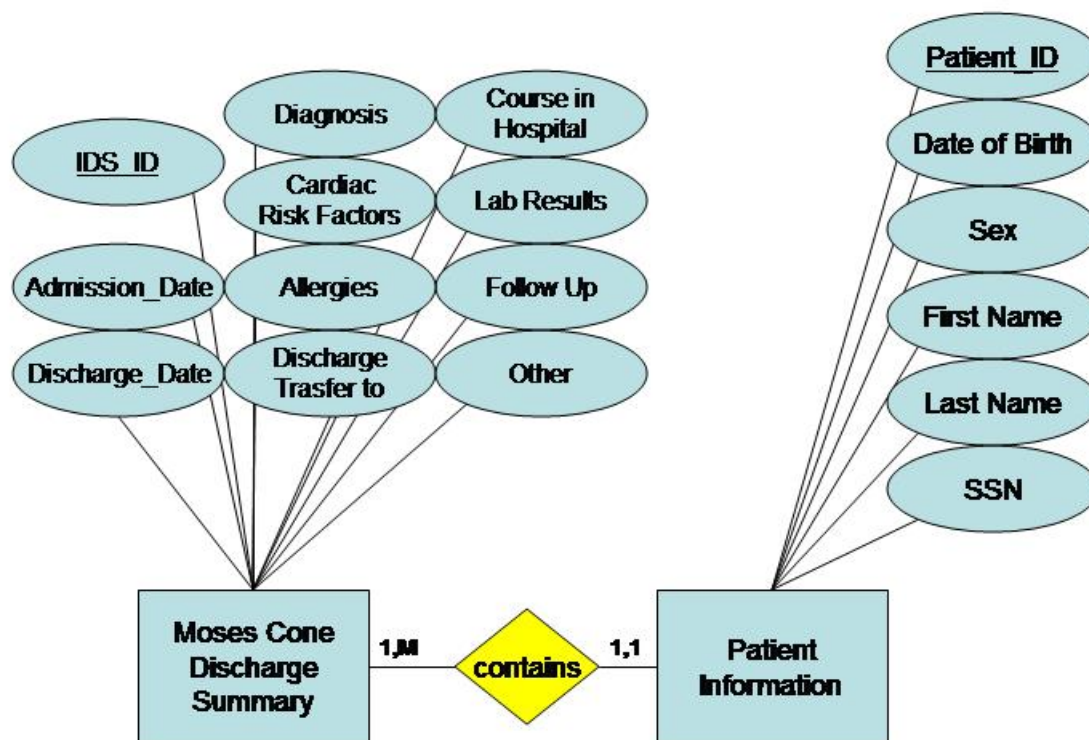 Patient_ID
Diagnosis
Course in
Hospital
Date of Birth
IDS_ID
Cardiac
Risk Factors
Lab Results
Sex
Admission_Date
Allergies
Follow Up
First Name
Discharge_Date
Discharge
Trasfer to
Other
Last Name
SSN
Moses Cone
Discharge
Summary
1,M
contains
1,1
Patient
Information